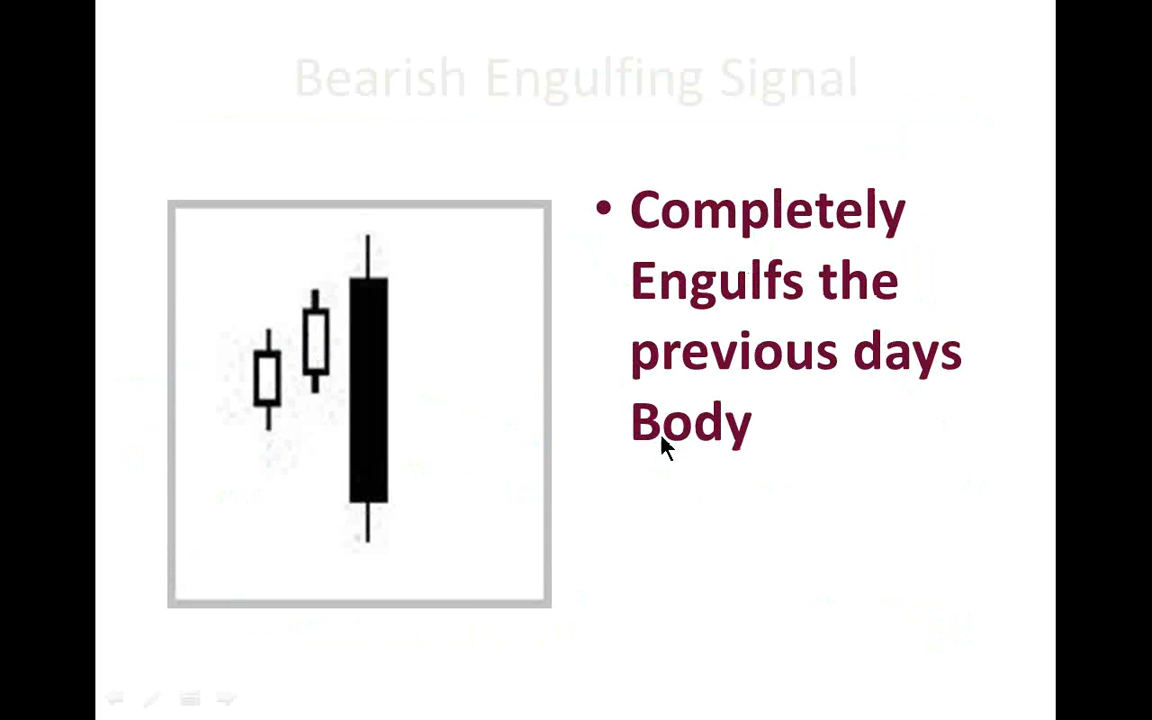 Bearish Engulfing Signal
• Completely
Engulfs the
previous days
Body